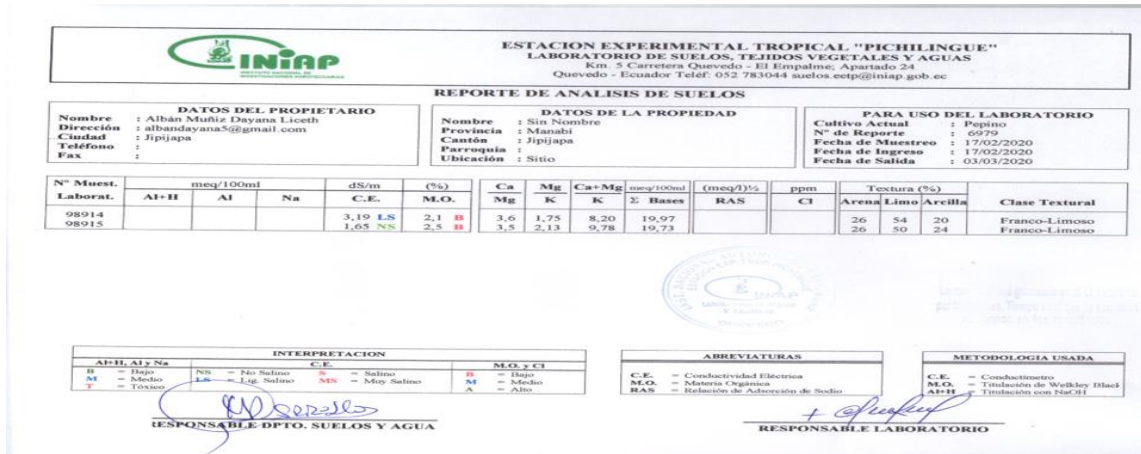 INIAP
INSTITUTO NACIONAL DE
INVESTIGACIONES AGROPECUARIAS
ESTACION EXPERIMENTAL TROPICAL "PICHILINGUE"
LABORATORIO DE SUELOS, TEJIDOS VEGETALES Y AGUAS
Km. 5 Carretera Quevedo - El Empalme; Apartado 24
Quevedo - Ecuador Teléf: 052 783044 suelos.eetp@iniap.gob.ec
REPORTE DE ANALISIS DE SUELOS
DATOS DEL PROPIETARIO
Nombre : Albán Muñiz Dayana Liceth
Dirección : albandayana5@gmail.com
Ciudad : Jipijapa
Teléfono :
Fax :
DATOS DE LA PROPIEDAD
Nombre : Sin Nombre
Provincia : Manabi
Cantón : Jipijapa
Parroquia :
Ubicación : Sitio
PARA USO DEL LABORATORIO
Cultivo Actual : Pepino
N° de Reporte : 6979
Fecha de Muestreo : 17/02/2020
Fecha de Ingreso : 17/02/2020
Fecha de Salida : 03/03/2020
N° Muest. meq/100ml dS/m (%) Ca Mg Ca+Mg meq/100ml (meq/l)½ ppm Textura (%)
Laborat. Al+H Al Na C.E. M.O. Mg K K Σ Bases RAS Cl Arena Limo Arcilla Clase Textural
98914 3,19 LS 2,1 B 3,6 1,75 8,20 19,97 26 54 20 Franco-Limoso
98915 1,65 NS 2,5 B 3,5 2,13 9,78 19,73 26 50 24 Franco-Limoso
INTERPRETACION
Al+H, Al y Na C.E. M.O. y Cl
B = Bajo NS = No Salino S = Salino B = Bajo
M = Medio LS = Lig. Salino MS = Muy Salino M = Medio
T = Tóxico A = Alto
ABREVIATURAS
C.E. = Conductividad Eléctrica
M.O. = Materia Orgánica
RAS = Relación de Adsorción de Sodio
METODOLOGIA USADA
C.E. = Conductímetro
M.O. = Titulación de Welkley Black
Al+H = Titulación con NaOH
RESPONSABLE DPTO. SUELOS Y AGUA
RESPONSABLE LABORATORIO